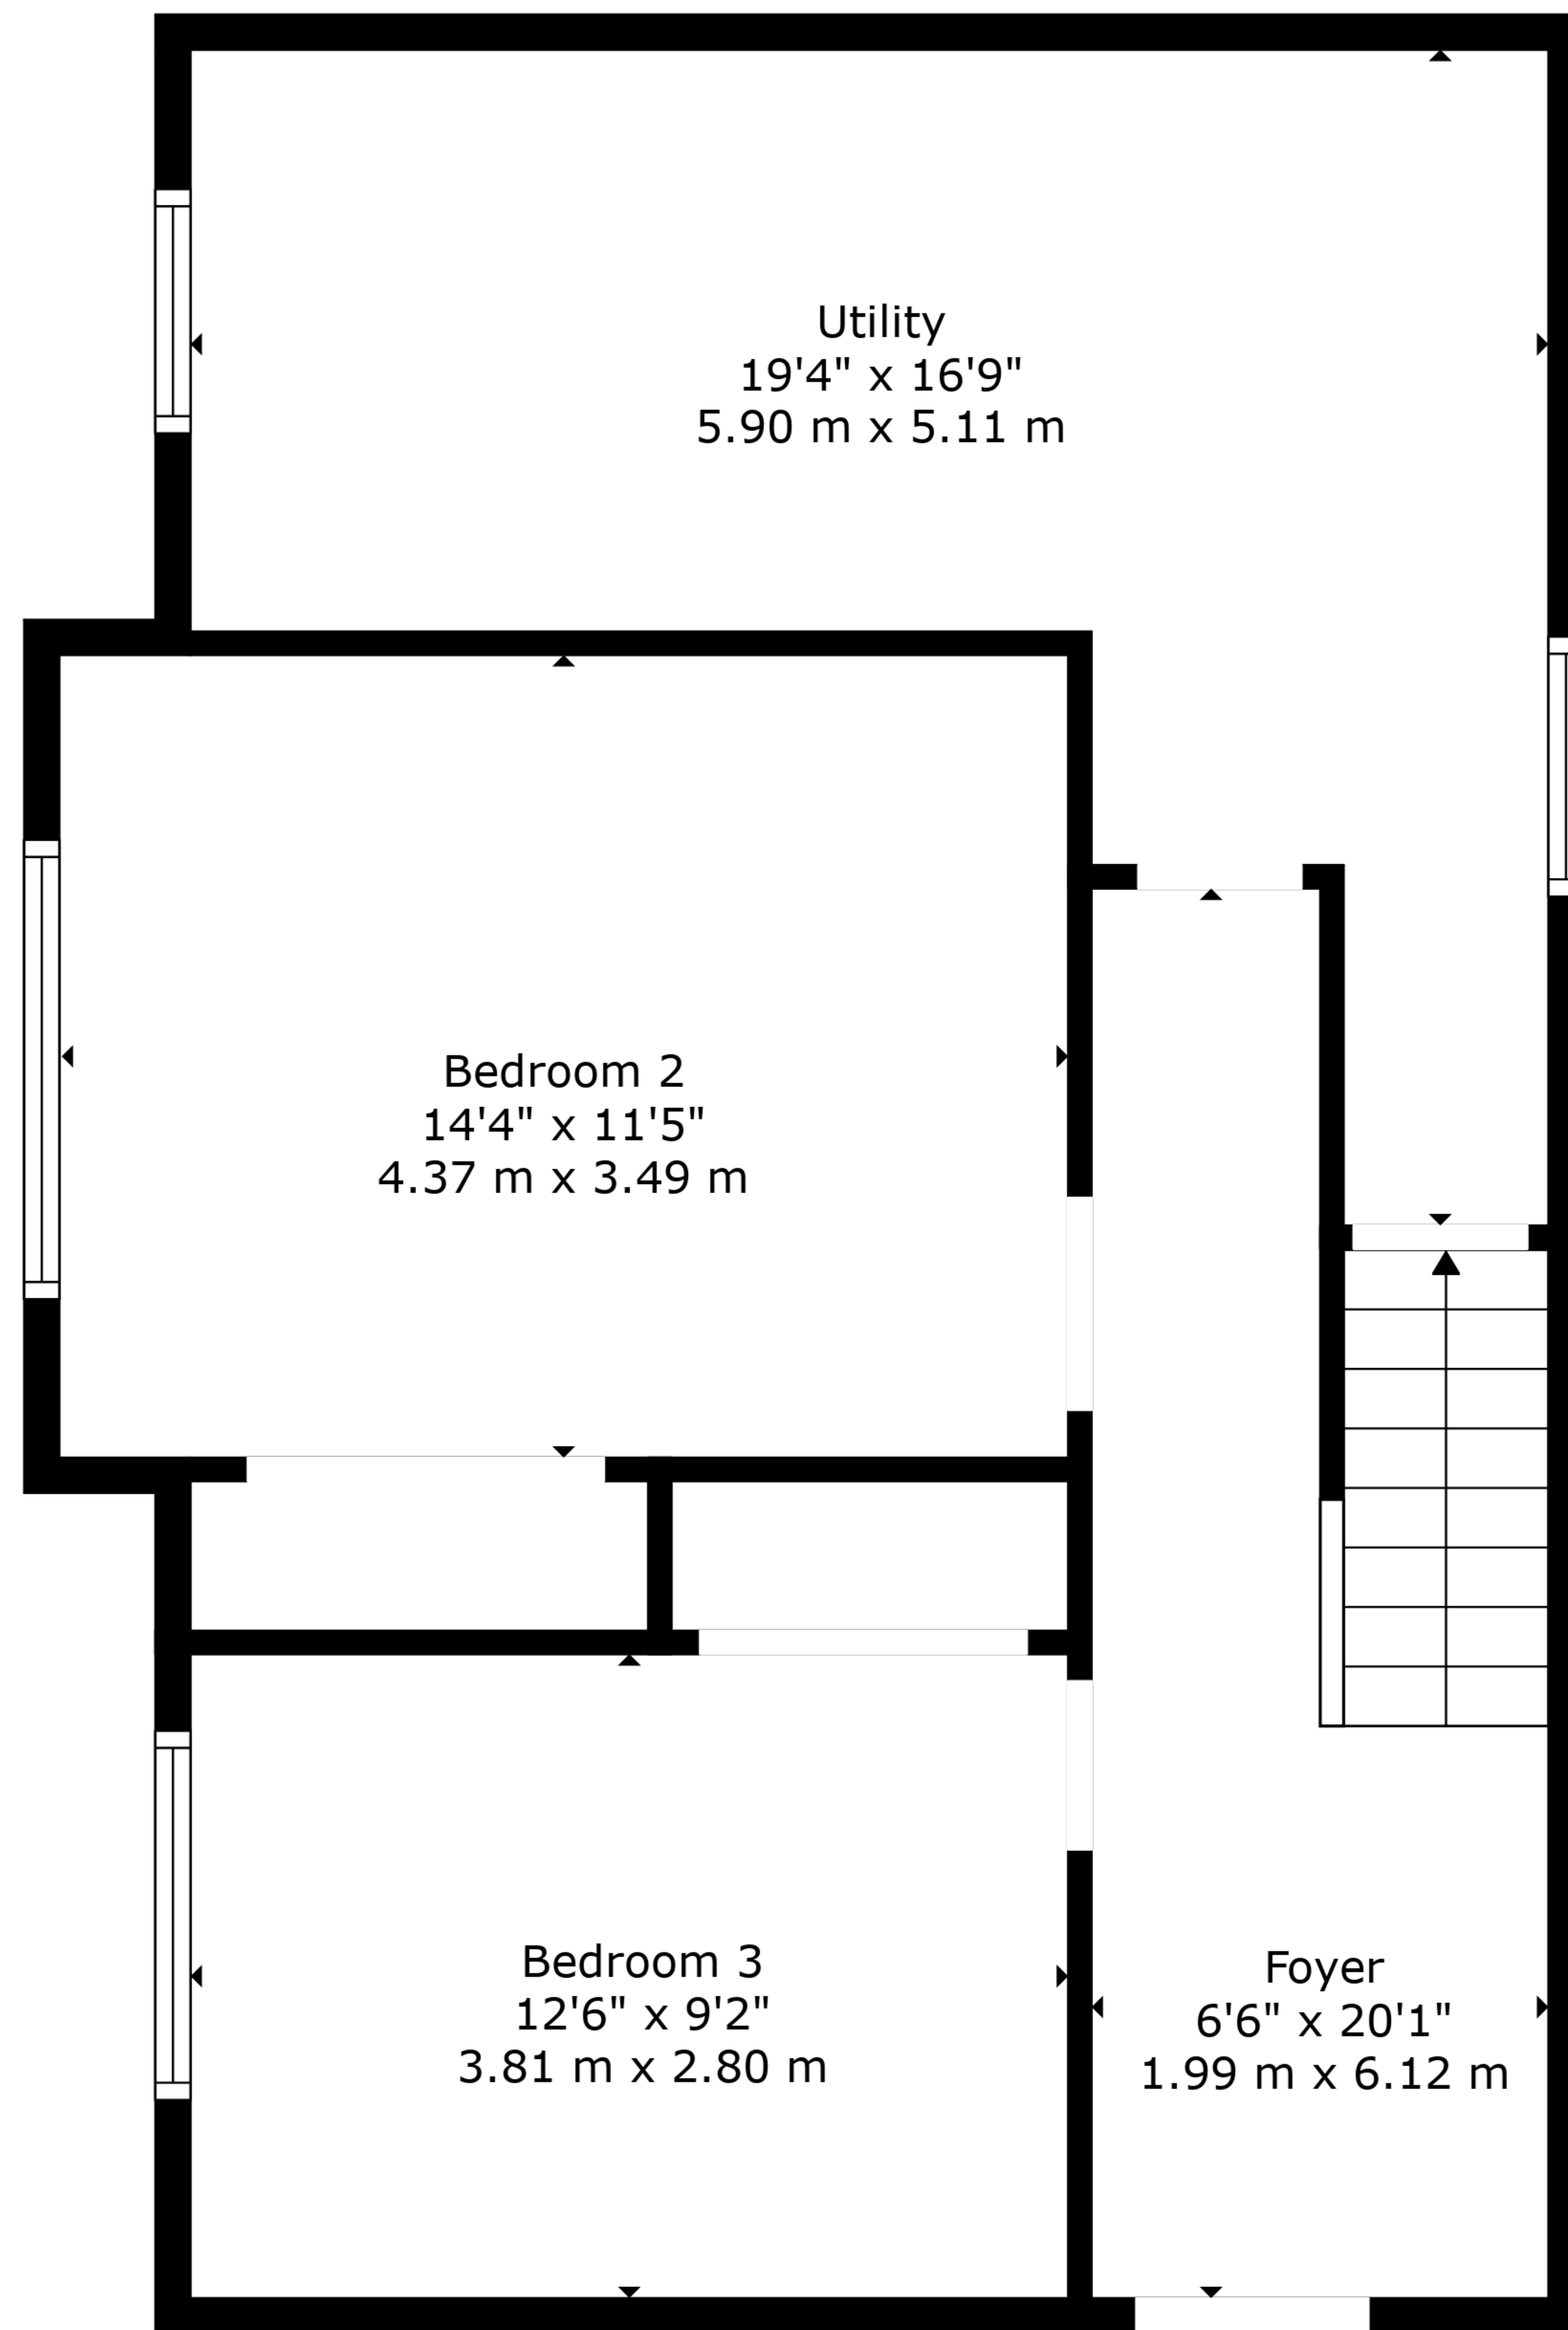 Utility
19'4" x 16'9"
5.90 m x 5.11 m
Bedroom 2
14'4" x 11'5"
4.37 m x 3.49 m
Bedroom 3
12'6" x 9'2"
3.81 m x 2.80 m
Foyer
6'6" x 20'1"
1.99 m x 6.12 m